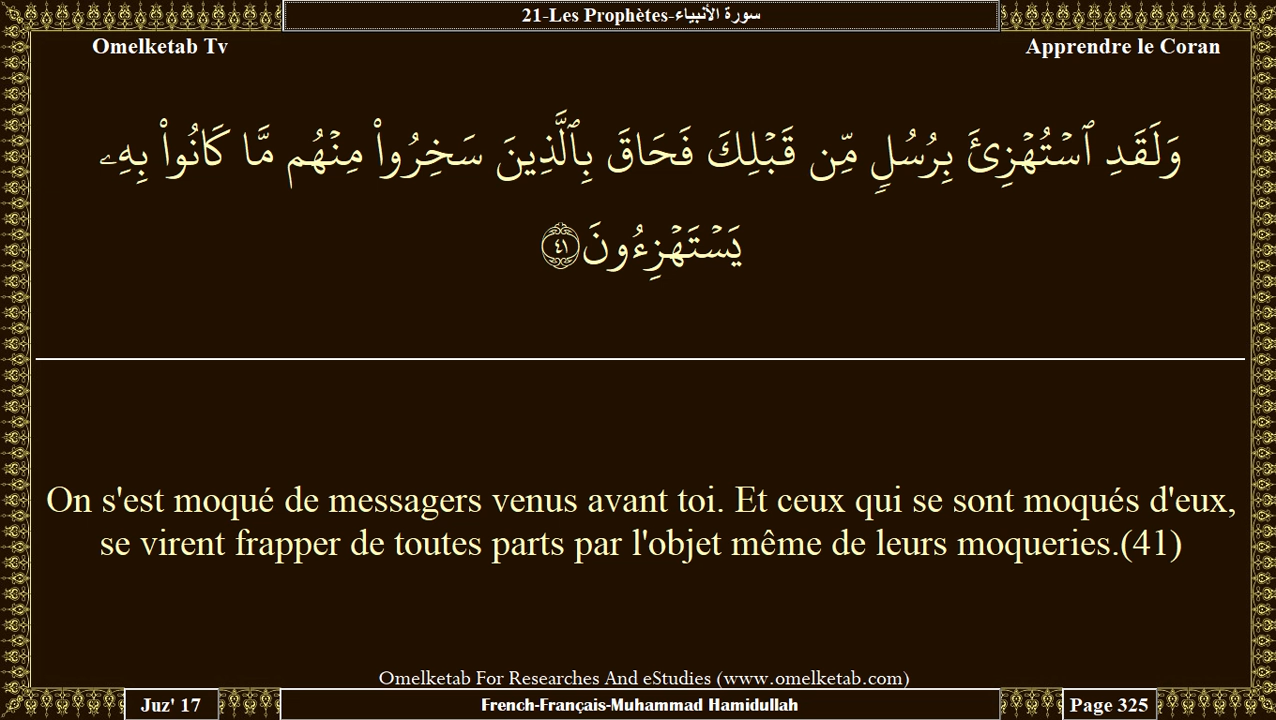 21-Les Prophètes-سورة الأنبياء
Omelketab Tv
Apprendre le Coran
وَلَقَدِ ٱسۡتُهۡزِئَ بِرُسُلٖ مِّن قَبۡلِكَ فَحَاقَ بِٱلَّذِينَ سَخِرُواْ مِنۡهُم مَّا كَانُواْ بِهِۦ
يَسۡتَهۡزِءُونَ ٤١
On s'est moqué de messagers venus avant toi. Et ceux qui se sont moqués d'eux,
se virent frapper de toutes parts par l'objet même de leurs moqueries.(41)
Omelketab For Researches And eStudies (www.omelketab.com)
Juz' 17
French-Français-Muhammad Hamidullah
Page 325